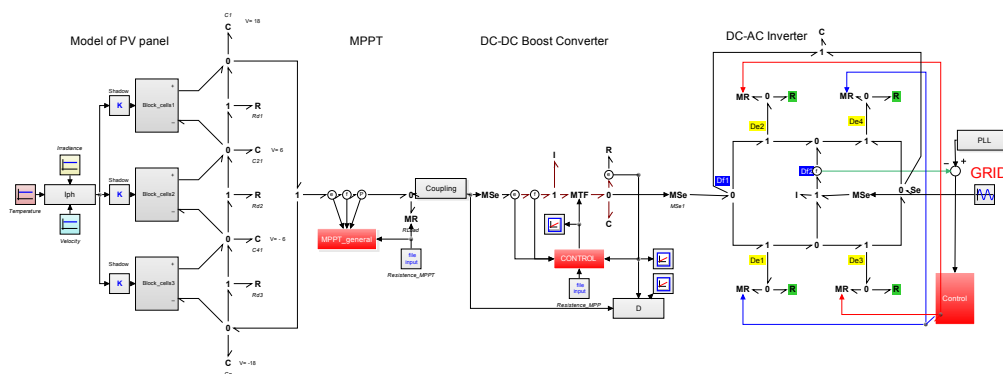 C1
V= 18
C
Model of PV panel
MPPT
DC-DC Boost Converter
DC-AC Inverter
C
0
1
Shadow
K
Block_cells1
+
–
1
R
Rd1
MR
0
R
MR
0
R
De2
De4
Irradiance
0
C
V= 6
C21
R
1
0
1
PLL
Temperature
Iph
Velocity
Shadow
K
Block_cells2
+
–
1
R
Rd2
1
e
f
P
0
Coupling
MSe
e
f
I
1
MTF
e
0
MSe
MSe1
Df1
0
Df2
f
I
1
MSe
0
Se
–
+
GRID
MPPT_general
MR
RLoad
C
0
C
V= - 6
C41
file
input
Resistence_MPPT
CONTROL
1
0
1
Shadow
K
Block_cells3
+
–
1
R
Rd3
file
input
Resistence_MPP
D
De1
De3
MR
0
R
MR
0
R
Control
0
C
V= -18